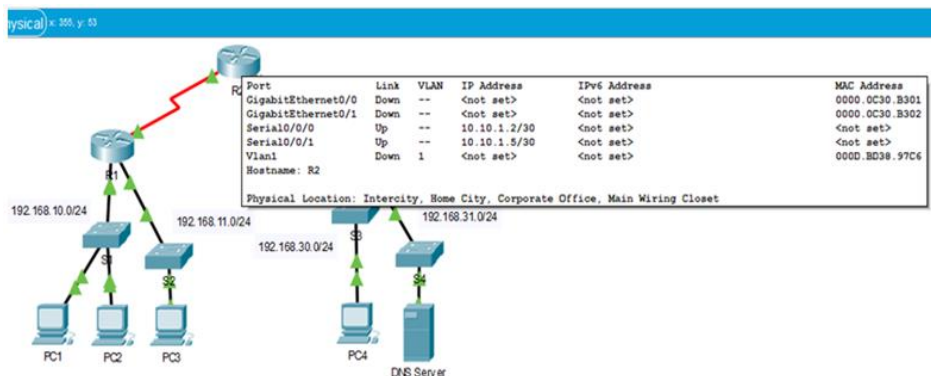 ysical x: 355, y: 53
R2
Port Link VLAN IP Address IPv6 Address MAC Address
GigabitEthernet0/0 Down -- <not set> <not set> 0000.0C30.B301
GigabitEthernet0/1 Down -- <not set> <not set> 0000.0C30.B302
Serial0/0/0 Up -- 10.10.1.2/30 <not set> <not set>
Serial0/0/1 Up -- 10.10.1.5/30 <not set> <not set>
Vlan1 Down 1 <not set> <not set> 000D.BD38.97C6
Hostname: R2
Physical Location: Intercity, Home City, Corporate Office, Main Wiring Closet
R1
192.168.10.0/24
192.168.11.0/24
192.168.30.0/24
192.168.31.0/24
S1
S2
S3
S4
PC1
PC2
PC3
PC4
DNS Server